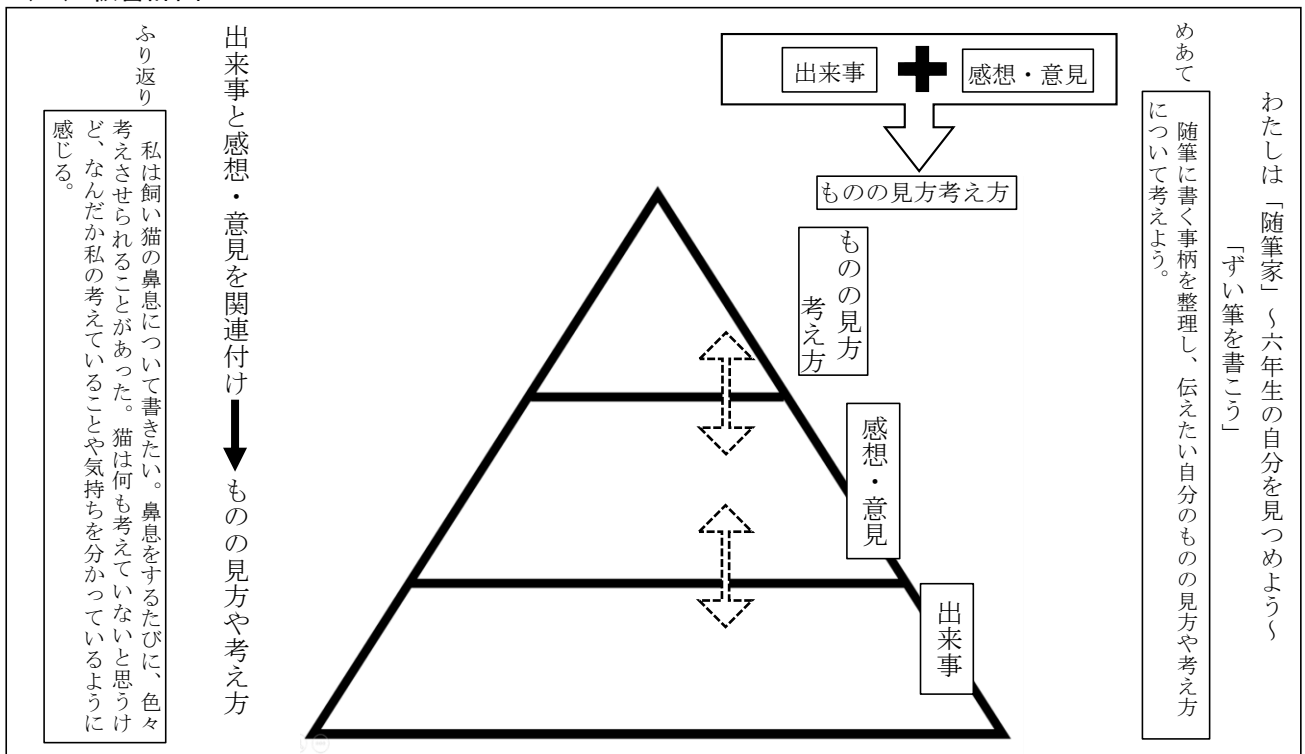 わたしは「随筆家」～六年生の自分を見つめよう～
「ずい筆を書こう」
めあて
随筆に書く事柄を整理し、伝えたい自分のものの見方や考え方
について考えよう。
感想・意見
出来事
ものの見方考え方
ものの見方
考え方
感想・意見
出来事
出来事と感想・意見を関連付け
ものの見方や考え方
ふり返り
私は飼い猫の鼻息について書きたい。鼻息をするたびに、色々
考えさせられることがあった。猫は何も考えていないと思うけ
ど、なんだか私の考えていることや気持ちを分かっているように
感じる。